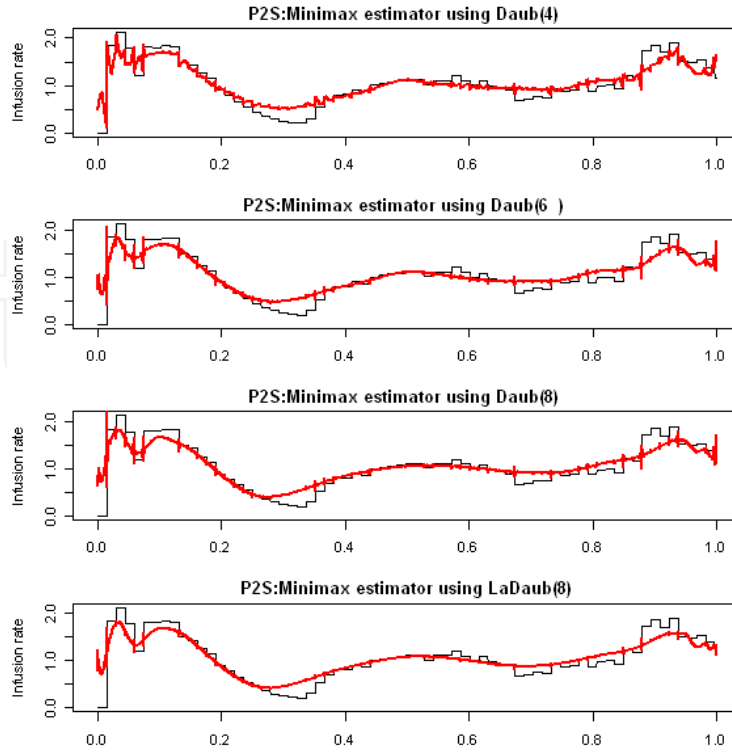 P2S:Minimax estimator using Daub(4)
Infusion rate
2.0
1.0
0.0
0.0 0.2 0.4 0.6 0.8 1.0
P2S:Minimax estimator using Daub(6 )
Infusion rate
2.0
1.0
0.0
0.0 0.2 0.4 0.6 0.8 1.0
P2S:Minimax estimator using Daub(8)
Infusion rate
2.0
1.0
0.0
0.0 0.2 0.4 0.6 0.8 1.0
P2S:Minimax estimator using LaDaub(8)
Infusion rate
2.0
1.0
0.0
0.0 0.2 0.4 0.6 0.8 1.0